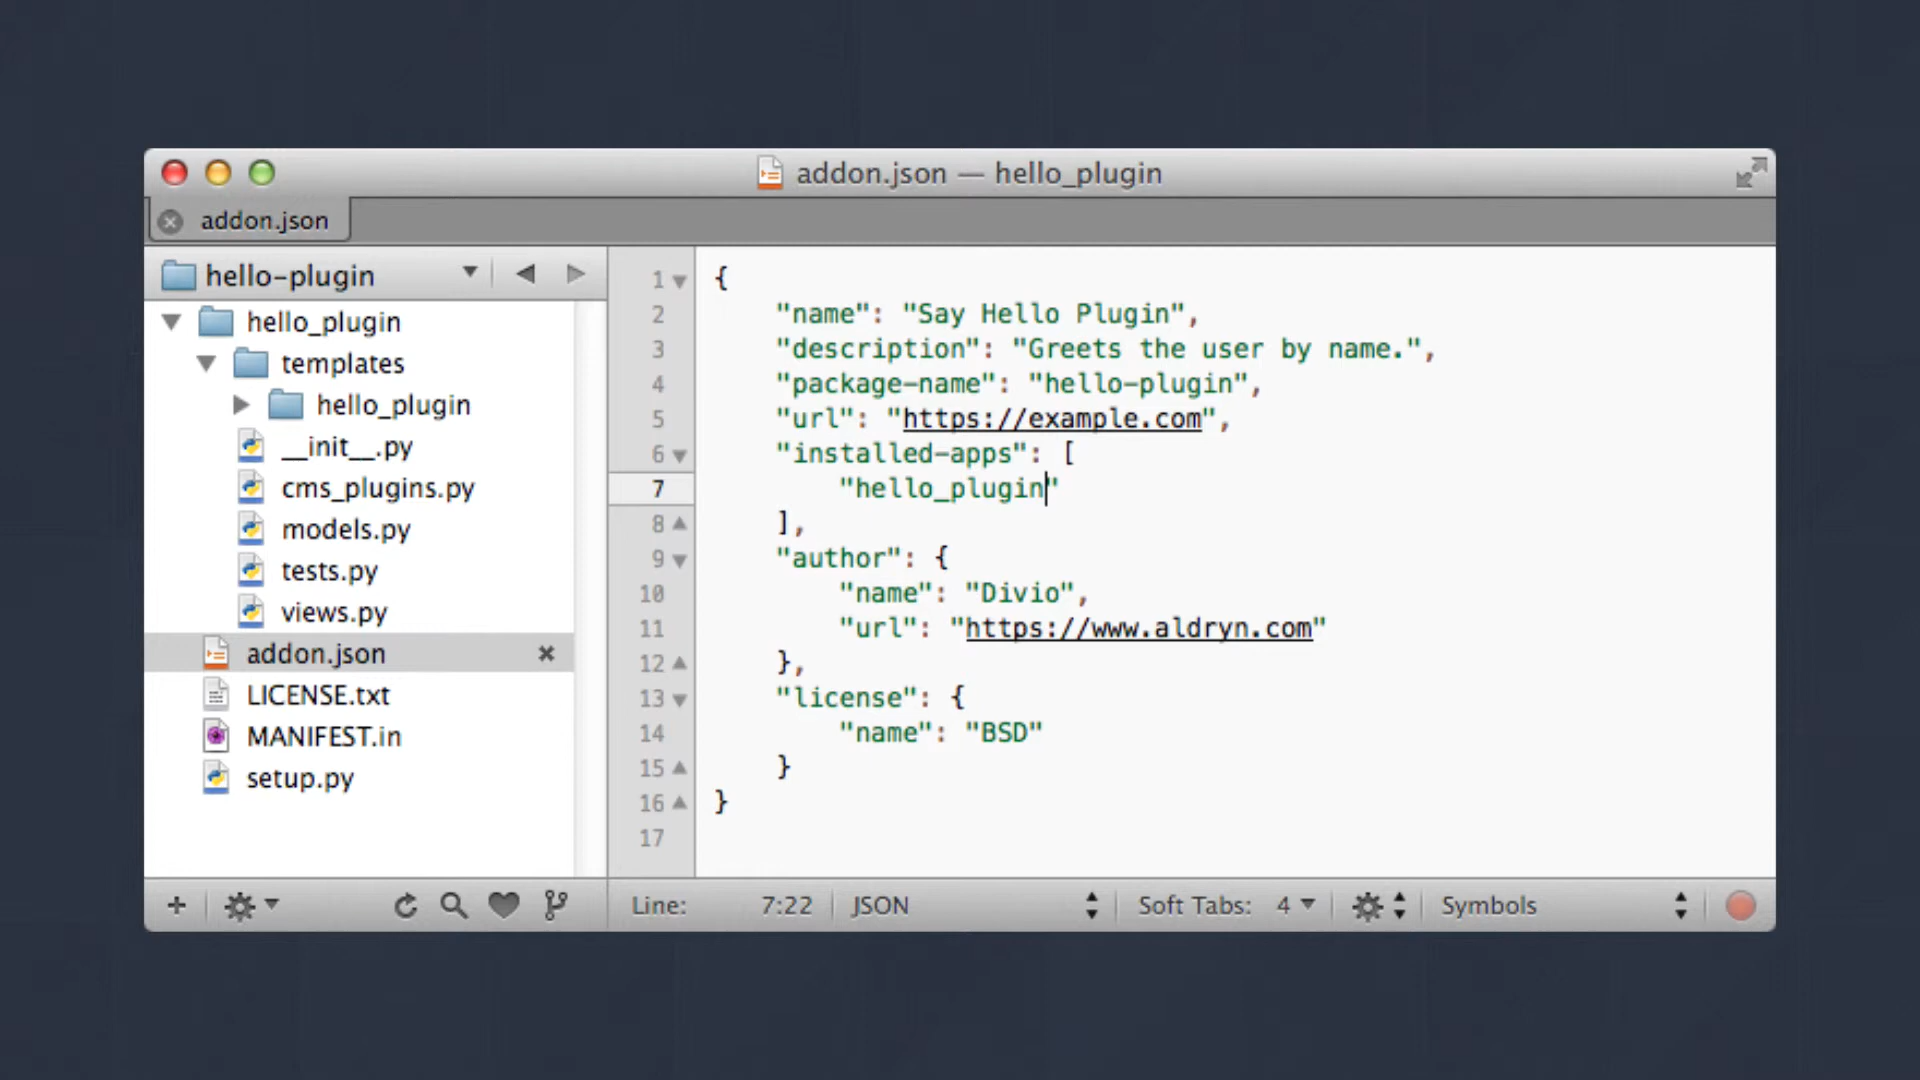 addon.json — hello_plugin
addon.json
hello-plugin
hello_plugin
templates
hello_plugin
__init__.py
cms_plugins.py
models.py
tests.py
views.py
addon.json
LICENSE.txt
MANIFEST.in
setup.py
1 {
2 "name": "Say Hello Plugin",
3 "description": "Greets the user by name.",
4 "package-name": "hello-plugin",
5 "url": "https://example.com",
6 "installed-apps": [
7 "hello_plugin"
8 ],
9 "author": {
10 "name": "Divio",
11 "url": "https://www.aldryn.com"
12 },
13 "license": {
14 "name": "BSD"
15 }
16 }
17
Line: 7:22 JSON Soft Tabs: 4 Symbols